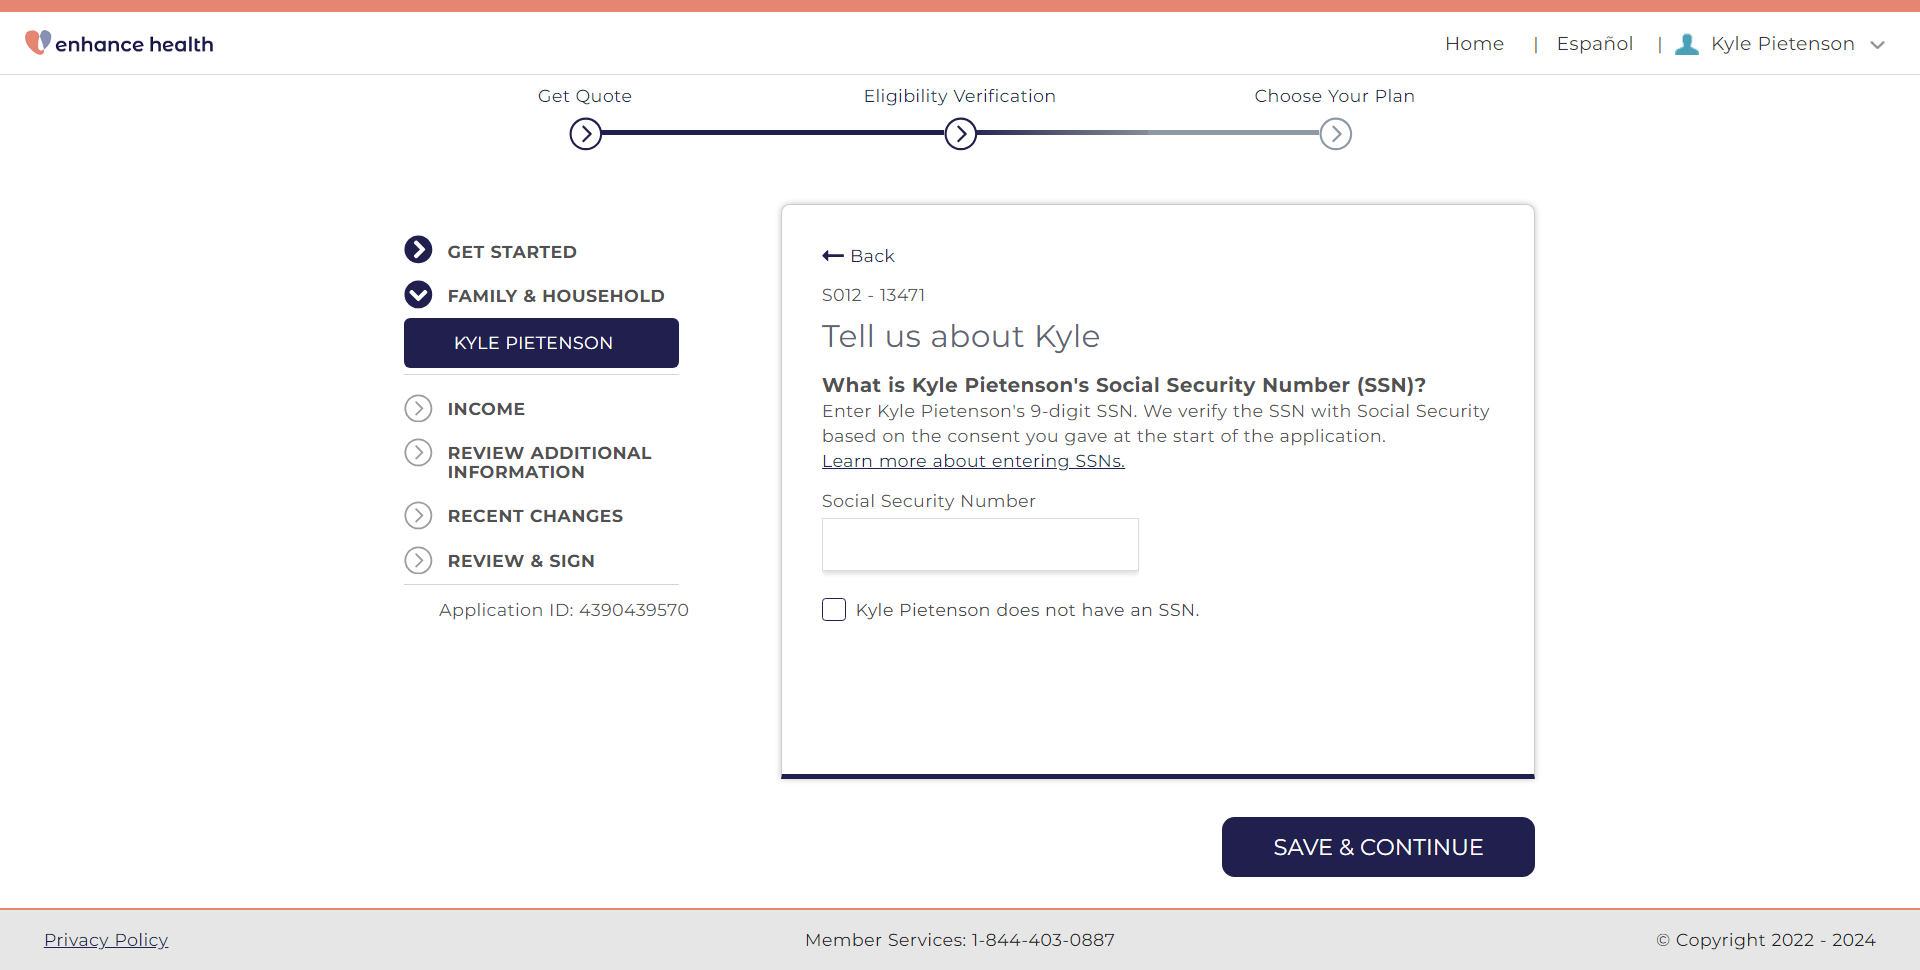 enhance health
Home | Español | Kyle Pietenson
Get Quote
Eligibility Verification
Choose Your Plan
GET STARTED
FAMILY & HOUSEHOLD
KYLE PIETENSON
INCOME
REVIEW ADDITIONAL
INFORMATION
RECENT CHANGES
REVIEW & SIGN
Application ID: 4390439570
Back
S012 - 13471
Tell us about Kyle
What is Kyle Pietenson's Social Security Number (SSN)?
Enter Kyle Pietenson's 9-digit SSN. We verify the SSN with Social Security
based on the consent you gave at the start of the application.
Learn more about entering SSNs.
Social Security Number
Kyle Pietenson does not have an SSN.
SAVE & CONTINUE
Privacy Policy
Member Services: 1-844-403-0887
© Copyright 2022 - 2024